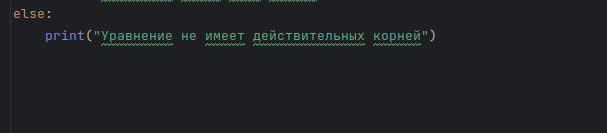 else:
print("Уравнение не имеет действительных корней")